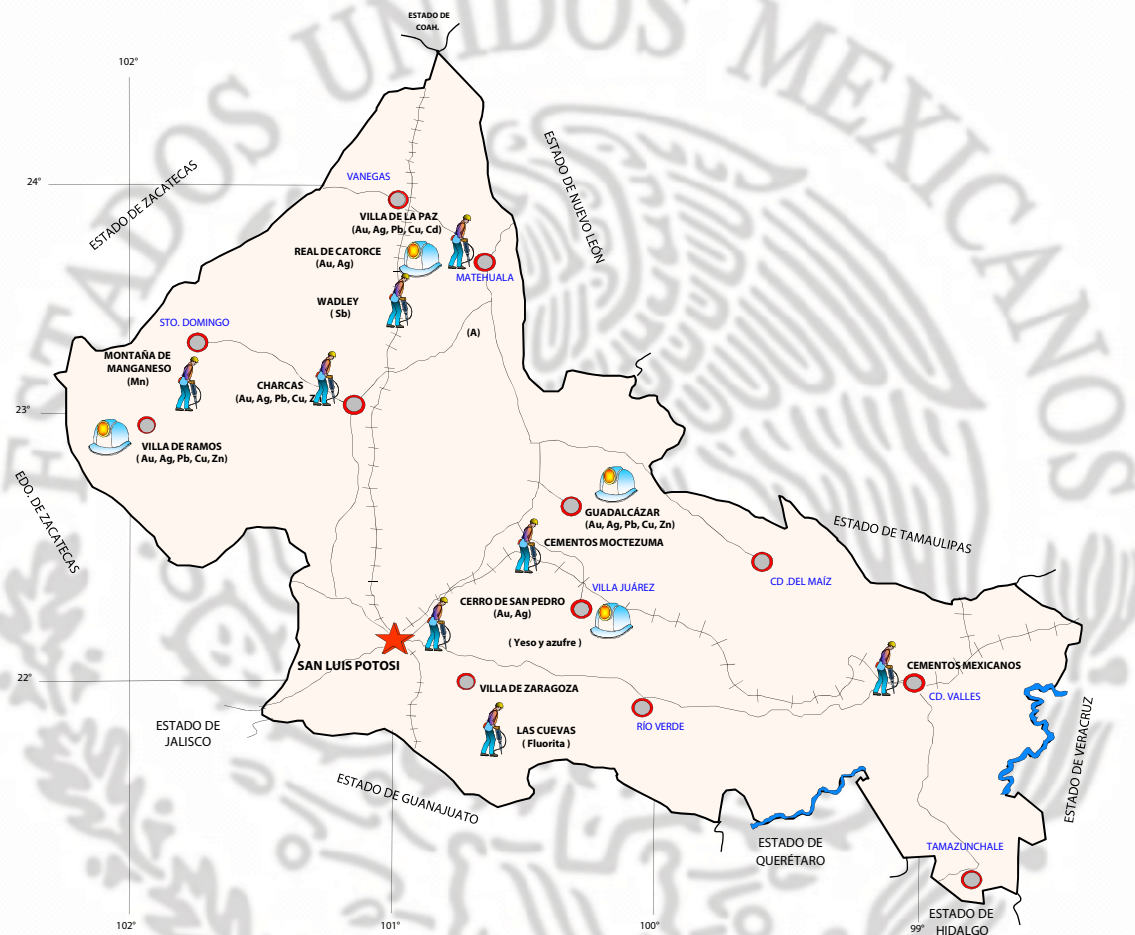 ESTADOS UNIDOS MEXICANOS
ESTADO DE
COAH.
102°
24°
ESTADO DE ZACATECAS
ESTADO DE NUEVO LEÓN
VANEGAS
VILLA DE LA PAZ
(Au, Ag, Pb, Cu, Cd)
REAL DE CATORCE
(Au, Ag)
MATEHUALA
WADLEY
( Sb)
(A)
STO. DOMINGO
MONTAÑA DE
MANGANESO
(Mn)
CHARCAS
(Au, Ag, Pb, Cu, Z
23°
VILLA DE RAMOS
( Au, Ag, Pb, Cu, Zn)
EDO. DE ZACATECAS
GUADALCÁZAR
(Au, Ag, Pb, Cu, Zn)
ESTADO DE TAMAULIPAS
CEMENTOS MOCTEZUMA
CD .DEL MAÍZ
VILLA JUÁREZ
CERRO DE SAN PEDRO
(Au, Ag)
( Yeso y azufre )
SAN LUIS POTOSI
CEMENTOS MEXICANOS
22°
VILLA DE ZARAGOZA
CD. VALLES
RÍO VERDE
ESTADO DE
JALISCO
LAS CUEVAS
( Fluorita )
ESTADO DE VERACRUZ
ESTADO DE GUANAJUATO
ESTADO DE
QUERÉTARO
TAMAZUNCHALE
ESTADO DE
HIDALGO
102°
101°
100°
99°